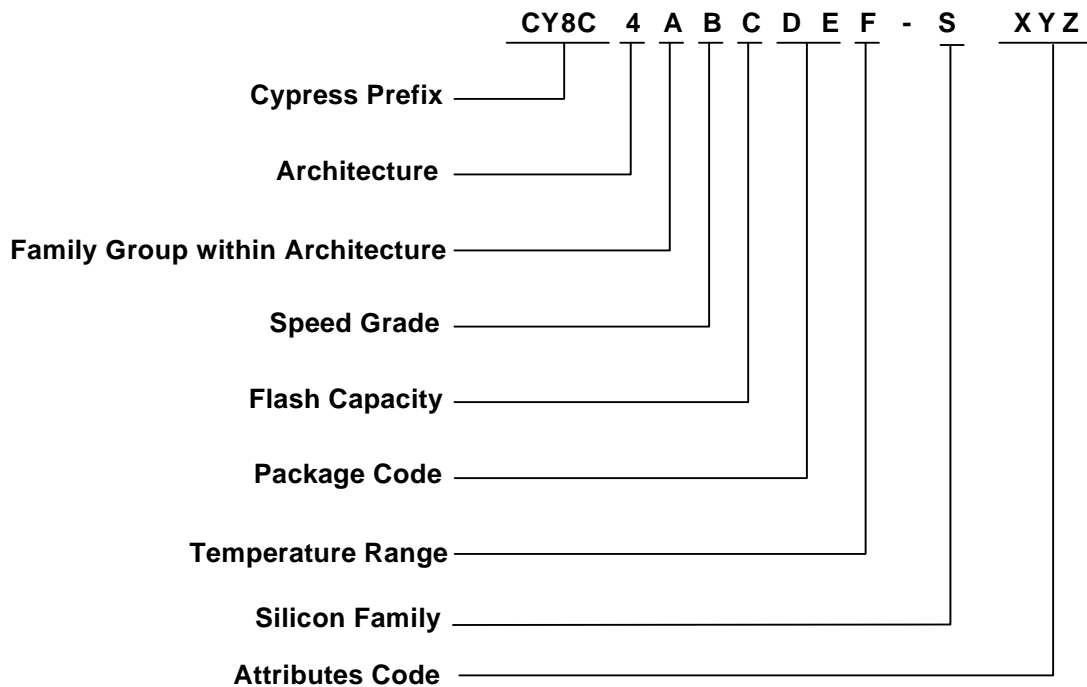 CY8C 4 A B C D E F - S X Y Z
Cypress Prefix
Architecture
Family Group within Architecture
Speed Grade
Flash Capacity
Package Code
Temperature Range
Silicon Family
Attributes Code